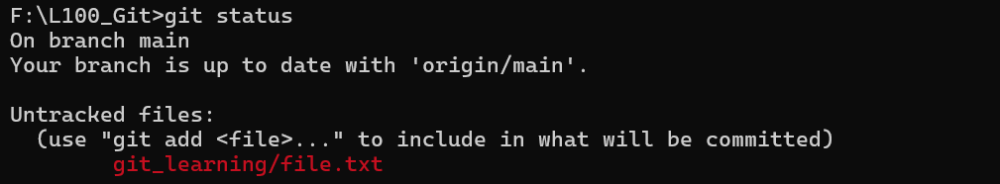 F:\L100_Git>git status
On branch main
Your branch is up to date with 'origin/main'.

Untracked files:
  (use "git add <file>..." to include in what will be committed)
        git_learning/file.txt